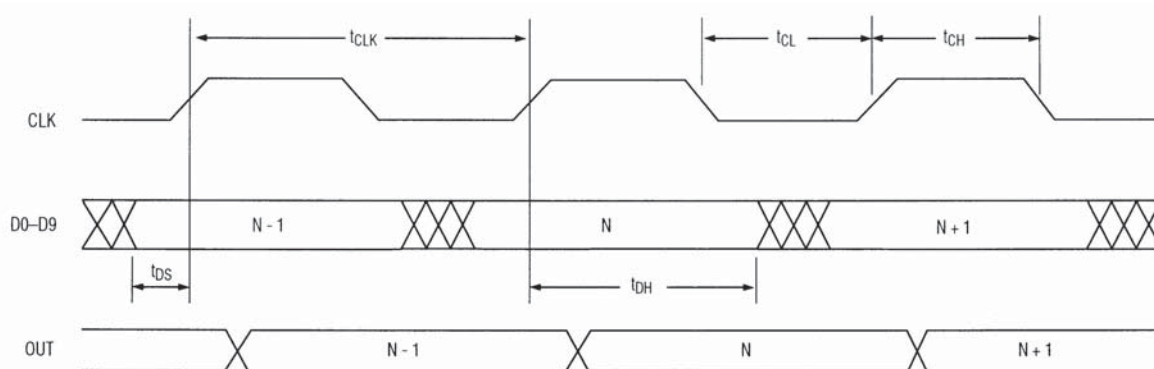 tCLK
tCL
tCH
CLK
D0–D9
N - 1
N
N + 1
tDS
tDH
OUT
N - 1
N
N + 1